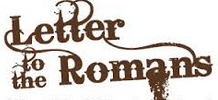 Letter
to
the Romans